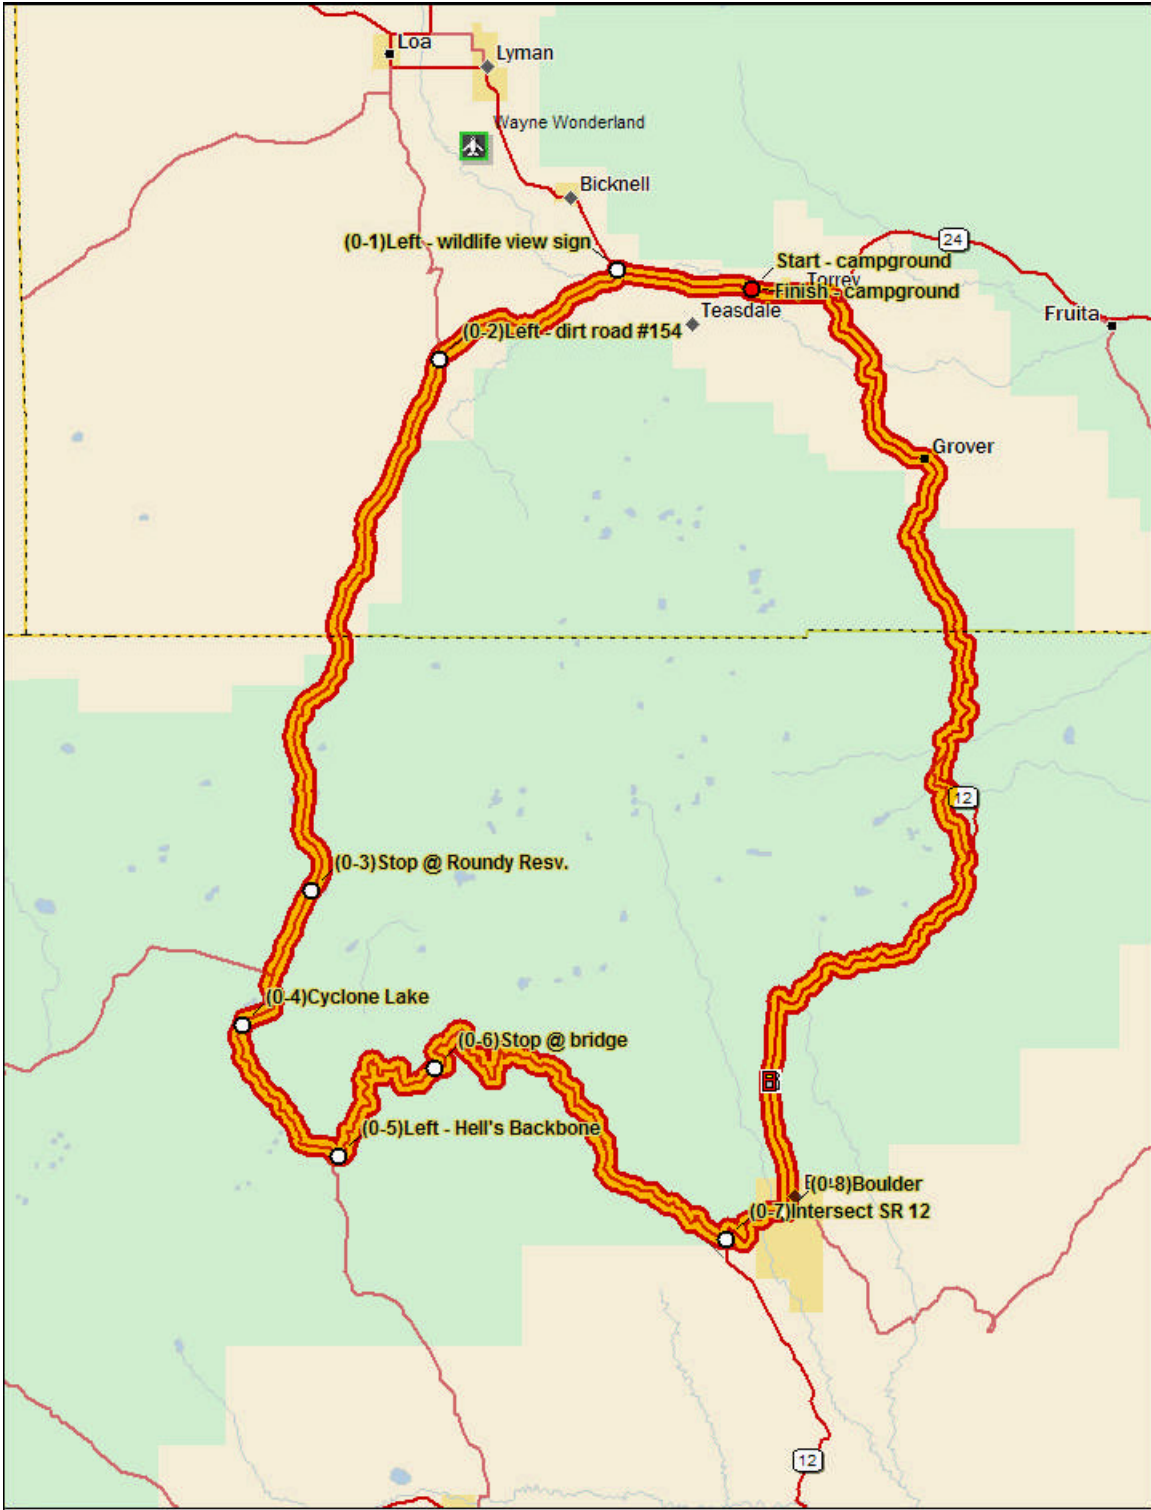 Loa
Lyman
Wayne Wonderland
Bicknell
(0-1)Left - wildlife view sign
24
Start - campground
Torrey
Finish - campground
Teasdale
Fruita
(0-2)Left - dirt road #154
Grover
12
(0-3)Stop @ Roundy Resv.
(0-4)Cyclone Lake
(0-6)Stop @ bridge
B
(0-5)Left - Hell's Backbone
(0-8)Boulder
(0-7)Intersect SR 12
12